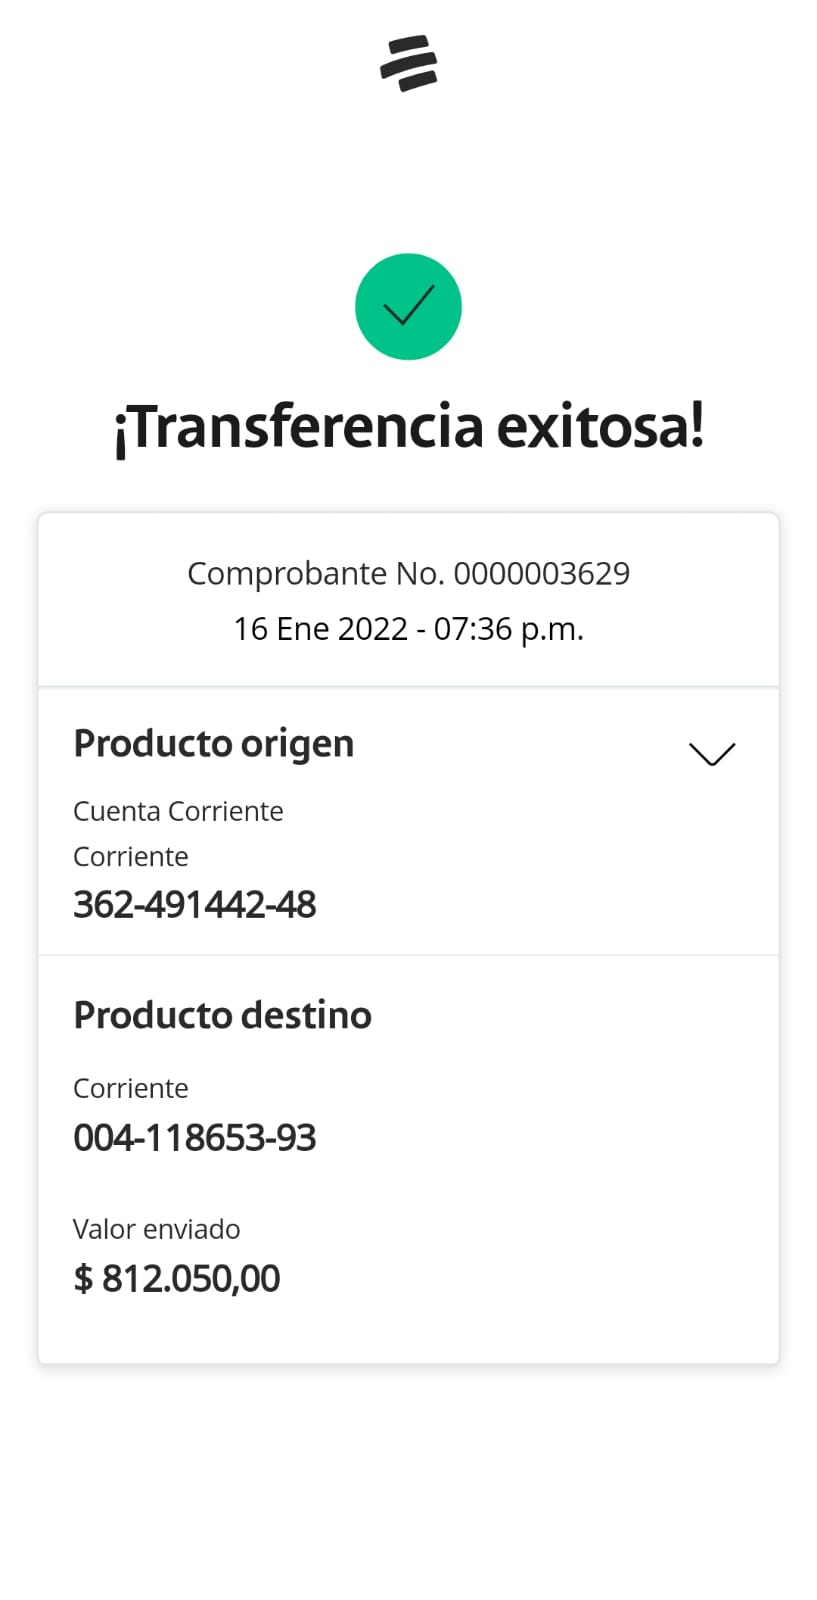 ¡Transferencia exitosa!
Comprobante No. 0000003629
16 Ene 2022 - 07:36 p.m.
Producto origen
Cuenta Corriente
Corriente
362-491442-48
Producto destino
Corriente
004-118653-93
Valor enviado
$ 812.050,00